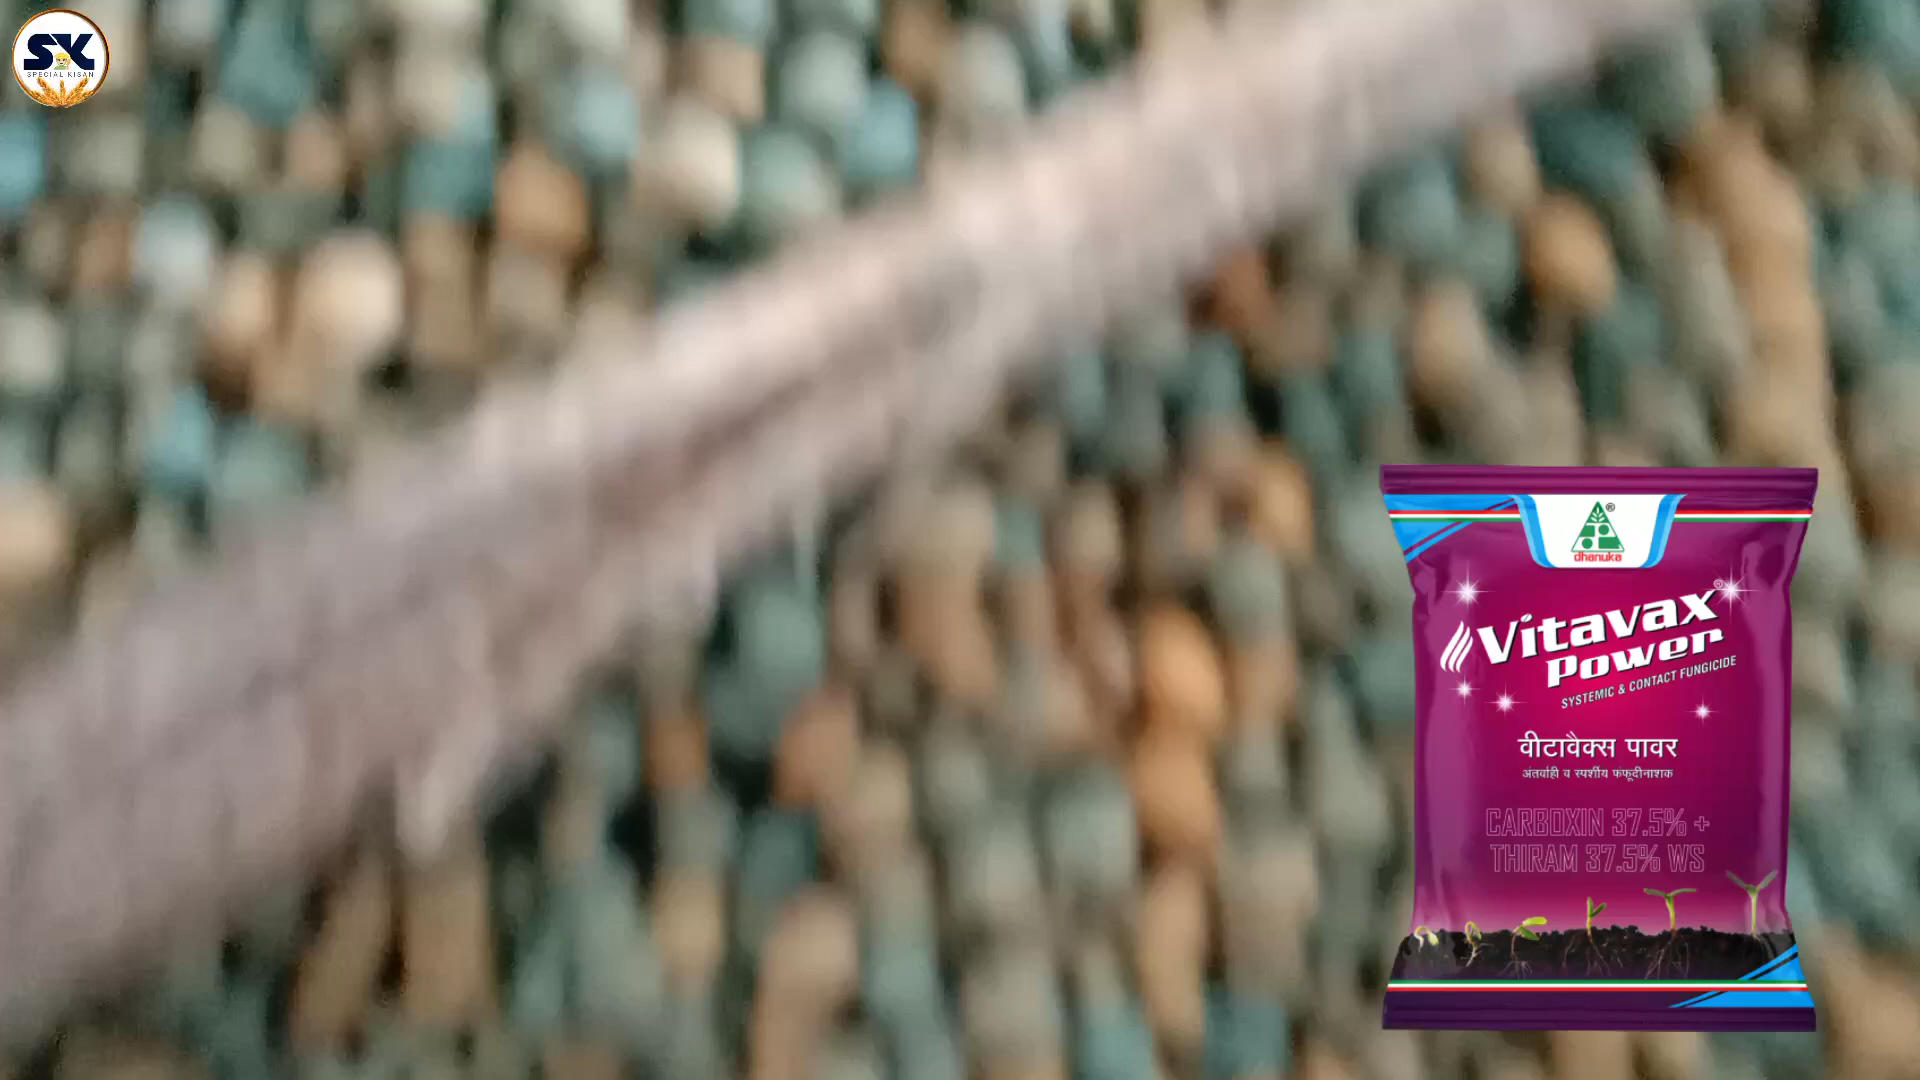 SK
SPECIAL KISAN
dhanuka
Vitavax®
Power
SYSTEMIC & CONTACT FUNGICIDE
वीटावैक्स पावर
अंतर्वाही व स्पर्शीय फफूंदीनाशक
CARBOXIN 37.5% +
THIRAM 37.5% WS